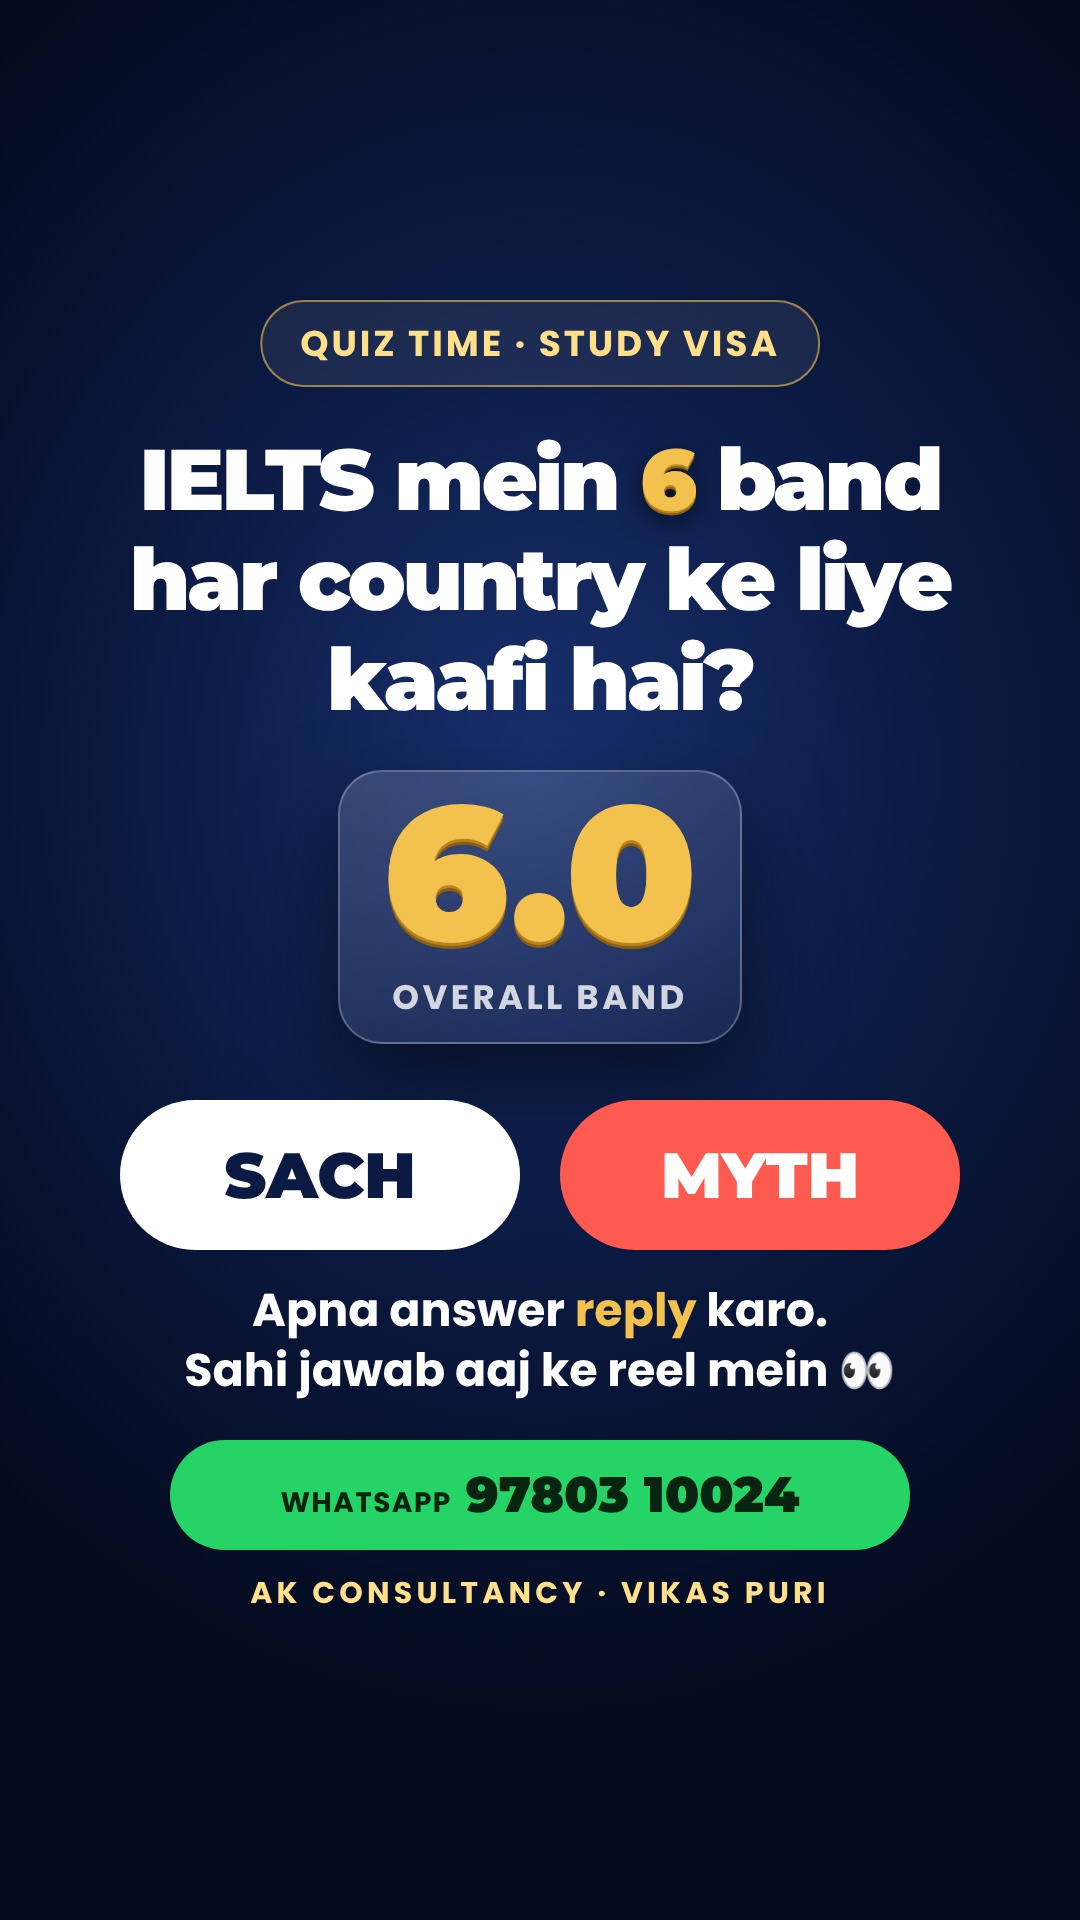 QUIZ TIME · STUDY VISA
IELTS mein 6 band
har country ke liye
kaafi hai?
6.0
OVERALL BAND
SACH
MYTH
Apna answer reply karo.
Sahi jawab aaj ke reel mein 👀
WHATSAPP 97803 10024
AK CONSULTANCY · VIKAS PURI